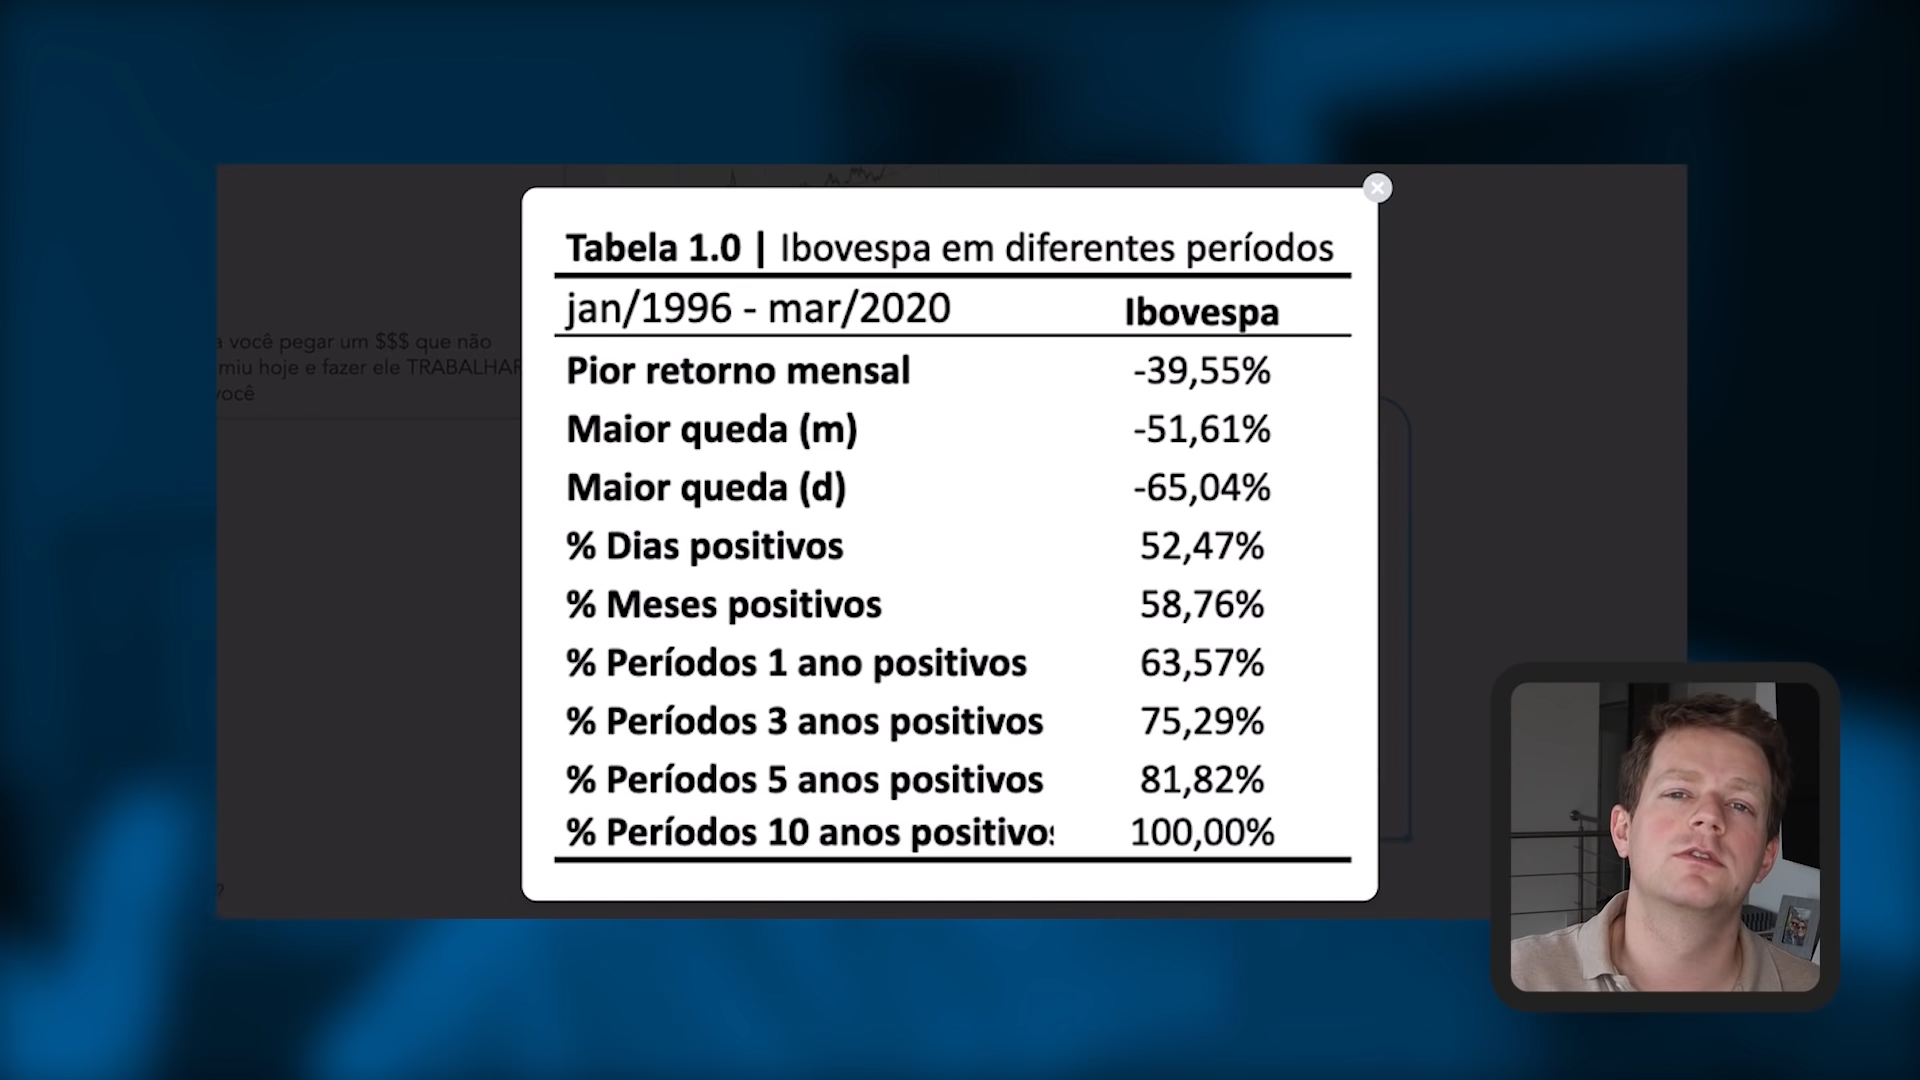 Tabela 1.0 | Ibovespa em diferentes períodos
jan/1996 - mar/2020 Ibovespa
Pior retorno mensal -39,55%
Maior queda (m) -51,61%
Maior queda (d) -65,04%
% Dias positivos 52,47%
% Meses positivos 58,76%
% Períodos 1 ano positivos 63,57%
% Períodos 3 anos positivos 75,29%
% Períodos 5 anos positivos 81,82%
% Períodos 10 anos positivos 100,00%
a você pegar um $$$ que não
miu hoje e fazer ele TRABALHAR
você